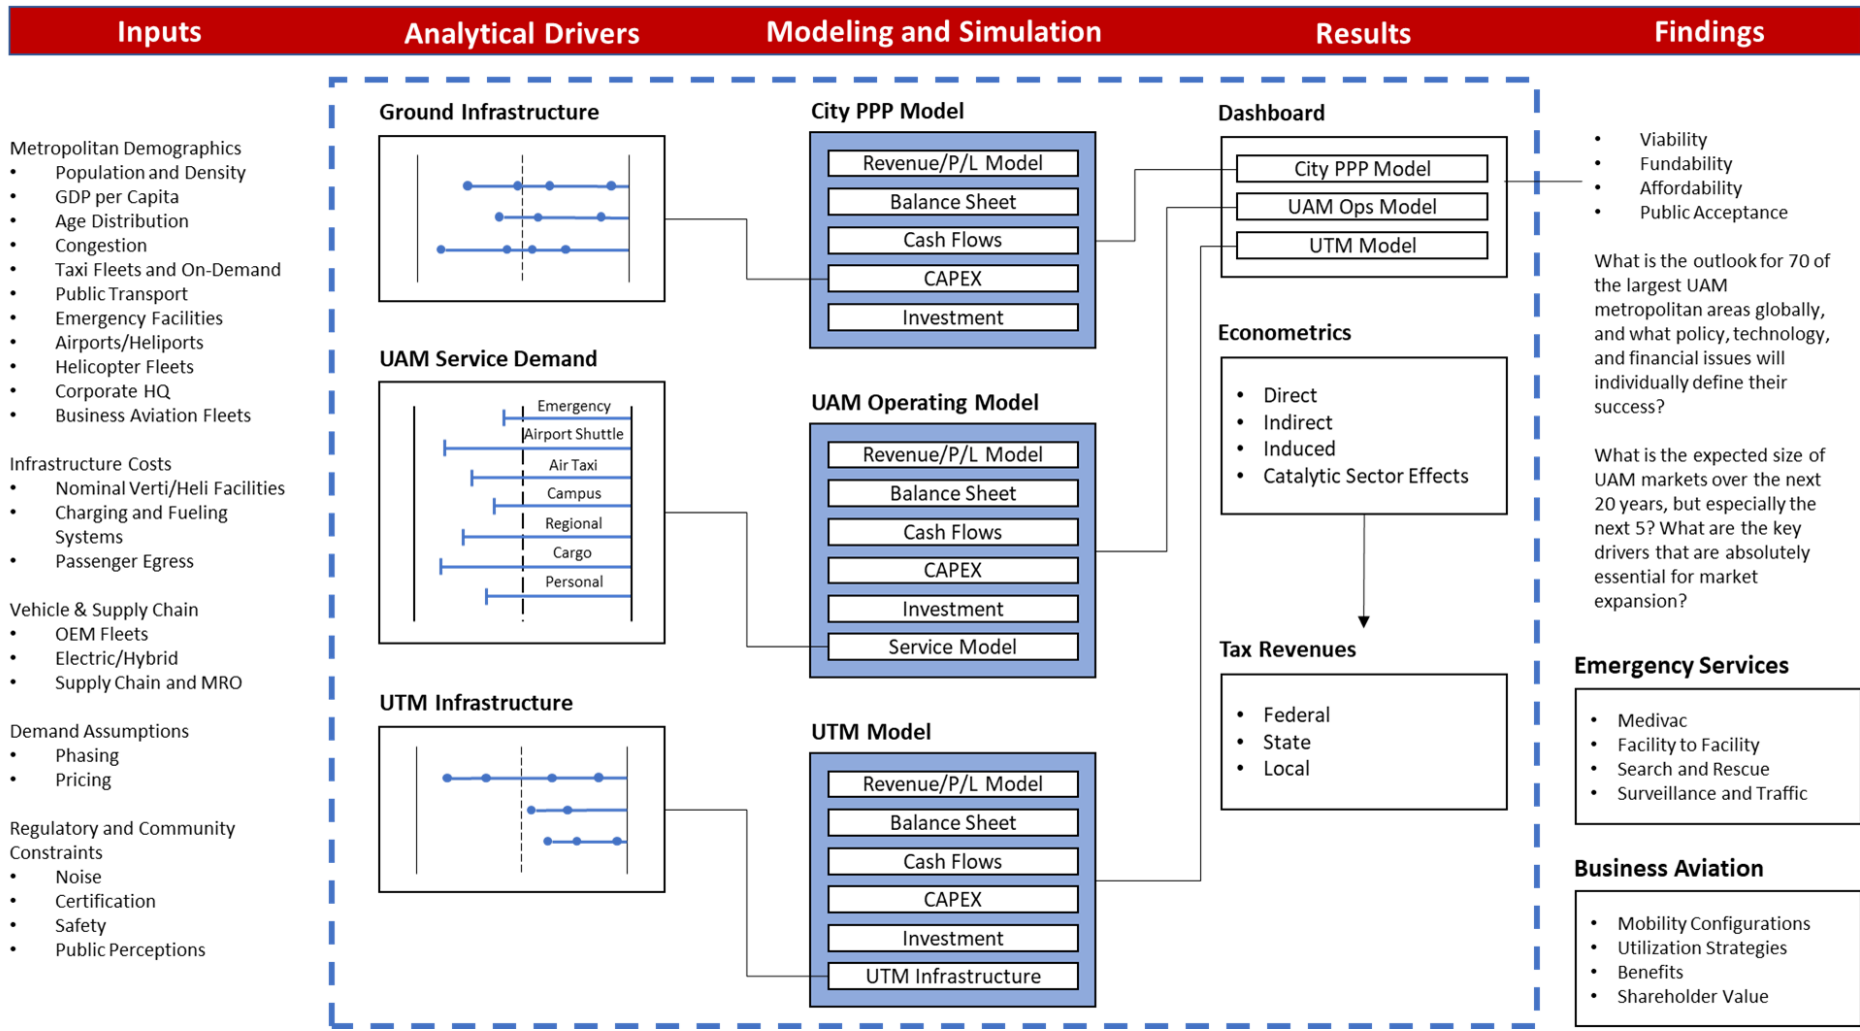 Inputs
Analytical Drivers
Modeling and Simulation
Results
Findings
Metropolitan Demographics
• Population and Density
• GDP per Capita
• Age Distribution
• Congestion
• Taxi Fleets and On-Demand
• Public Transport
• Emergency Facilities
• Airports/Heliports
• Helicopter Fleets
• Corporate HQ
• Business Aviation Fleets
Infrastructure Costs
• Nominal Verti/Heli Facilities
• Charging and Fueling
Systems
• Passenger Egress
Vehicle & Supply Chain
• OEM Fleets
• Electric/Hybrid
• Supply Chain and MRO
Demand Assumptions
• Phasing
• Pricing
Regulatory and Community
Constraints
• Noise
• Certification
• Safety
• Public Perceptions
Ground Infrastructure
UAM Service Demand
Emergency
Airport Shuttle
Air Taxi
Campus
Regional
Cargo
Personal
UTM Infrastructure
City PPP Model
Revenue/P/L Model
Balance Sheet
Cash Flows
CAPEX
Investment
UAM Operating Model
Revenue/P/L Model
Balance Sheet
Cash Flows
CAPEX
Investment
Service Model
UTM Model
Revenue/P/L Model
Balance Sheet
Cash Flows
CAPEX
Investment
UTM Infrastructure
Dashboard
City PPP Model
UAM Ops Model
UTM Model
Econometrics
• Direct
• Indirect
• Induced
• Catalytic Sector Effects
Tax Revenues
• Federal
• State
• Local
• Viability
• Fundability
• Affordability
• Public Acceptance
What is the outlook for 70 of
the largest UAM
metropolitan areas globally,
and what policy, technology,
and financial issues will
individually define their
success?
What is the expected size of
UAM markets over the next
20 years, but especially the
next 5? What are the key
drivers that are absolutely
essential for market
expansion?
Emergency Services
• Medivac
• Facility to Facility
• Search and Rescue
• Surveillance and Traffic
Business Aviation
• Mobility Configurations
• Utilization Strategies
• Benefits
• Shareholder Value